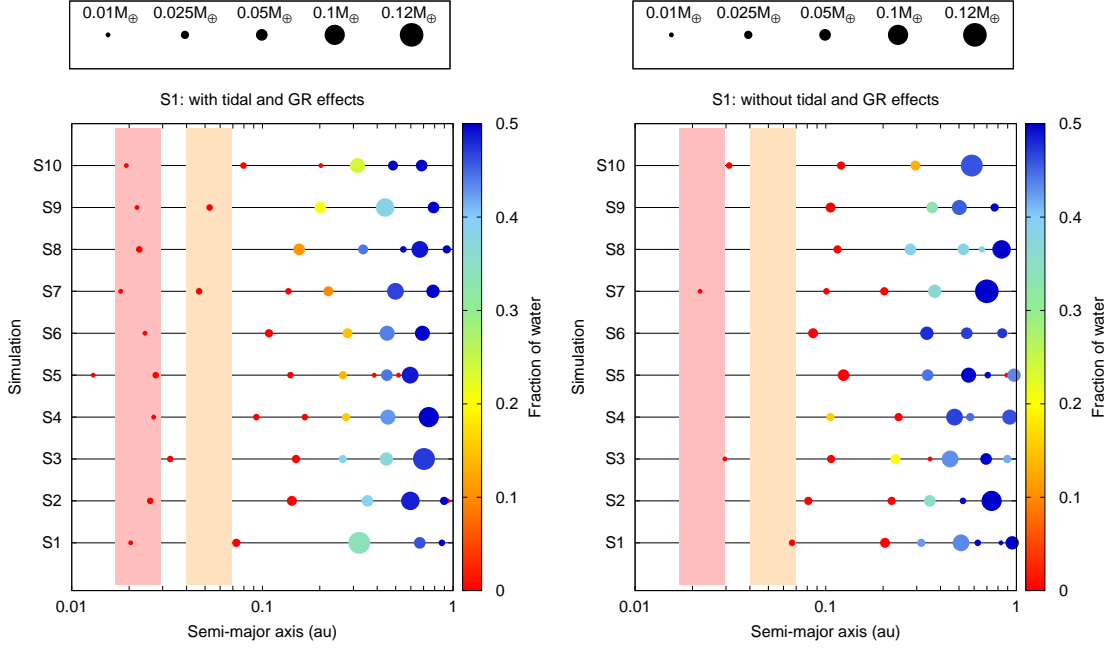 0.01M⊕ 0.025M⊕ 0.05M⊕ 0.1M⊕ 0.12M⊕
S1: with tidal and GR effects
Simulation
S10
S9
S8
S7
S6
S5
S4
S3
S2
S1
0.01 0.1 1
Semi-major axis (au)
0.5
0.4
0.3
0.2
0.1
0
Fraction of water
0.01M⊕ 0.025M⊕ 0.05M⊕ 0.1M⊕ 0.12M⊕
S1: without tidal and GR effects
Simulation
S10
S9
S8
S7
S6
S5
S4
S3
S2
S1
0.01 0.1 1
Semi-major axis (au)
0.5
0.4
0.3
0.2
0.1
0
Fraction of water